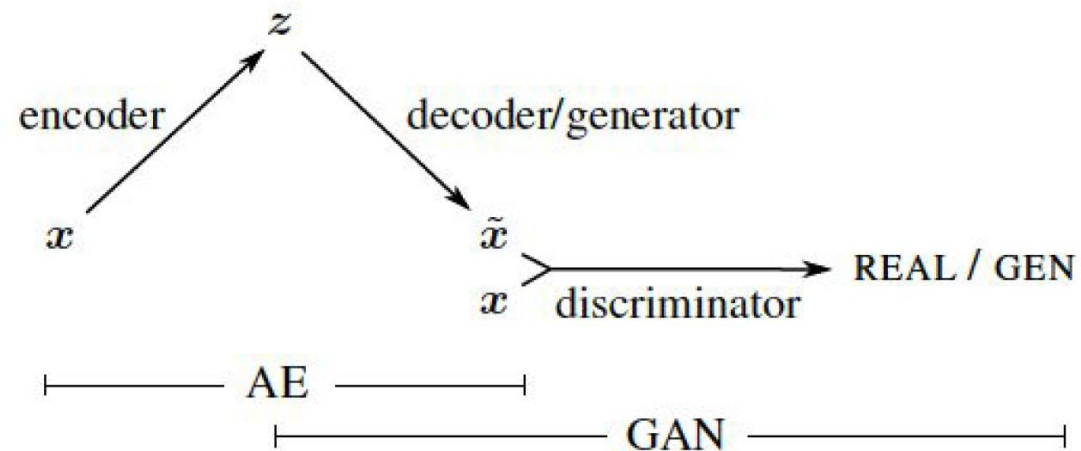 z
encoder decoder/generator
x x̃
x discriminator REAL / GEN
AE
GAN